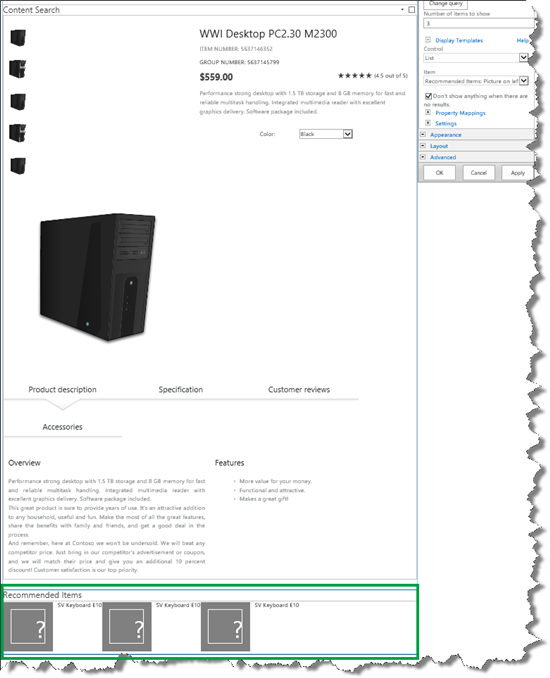 Content Search
WWI Desktop PC2.30 M2300
ITEM NUMBER: 5637146352
GROUP NUMBER: 5637145799
$559.00
(4.5 out of 5)
Performance strong desktop with 1.5 TB storage and 8 GB memory for fast and
reliable multitask handling. Integrated multimedia reader with excellent
graphics delivery. Software package included.
Color:
Black
Product description
Specification
Customer reviews
Accessories
Overview
Performance strong desktop with 1.5 TB storage and 8 GB memory for fast
and reliable multitask handling. Integrated multimedia reader with
excellent graphics delivery. Software package included.
This great product is sure to provide years of use. It's an attractive addition
to any household, useful and fun. Make the most of all the great features,
share the benefits with family and friends, and get a good deal in the
process.
And remember, here at Contoso we won't be undersold. We will beat any
competitor price. Just bring in our competitor's advertisement or coupon,
and we will match their price and give you an additional 10 percent
discount! Customer satisfaction is our top priority.
Features
More value for your money.
Functional and attractive.
Makes a great gift!
Recommended Items
? SV Keyboard E10
? SV Keyboard E10
? SV Keyboard E10
Change query
Number of items to show
3
Display Templates Help
Control
List
Item
Recommended Items: Picture on lef
Don't show anything when there are
no results.
Property Mappings
Settings
Appearance
Layout
Advanced
OK Cancel Apply